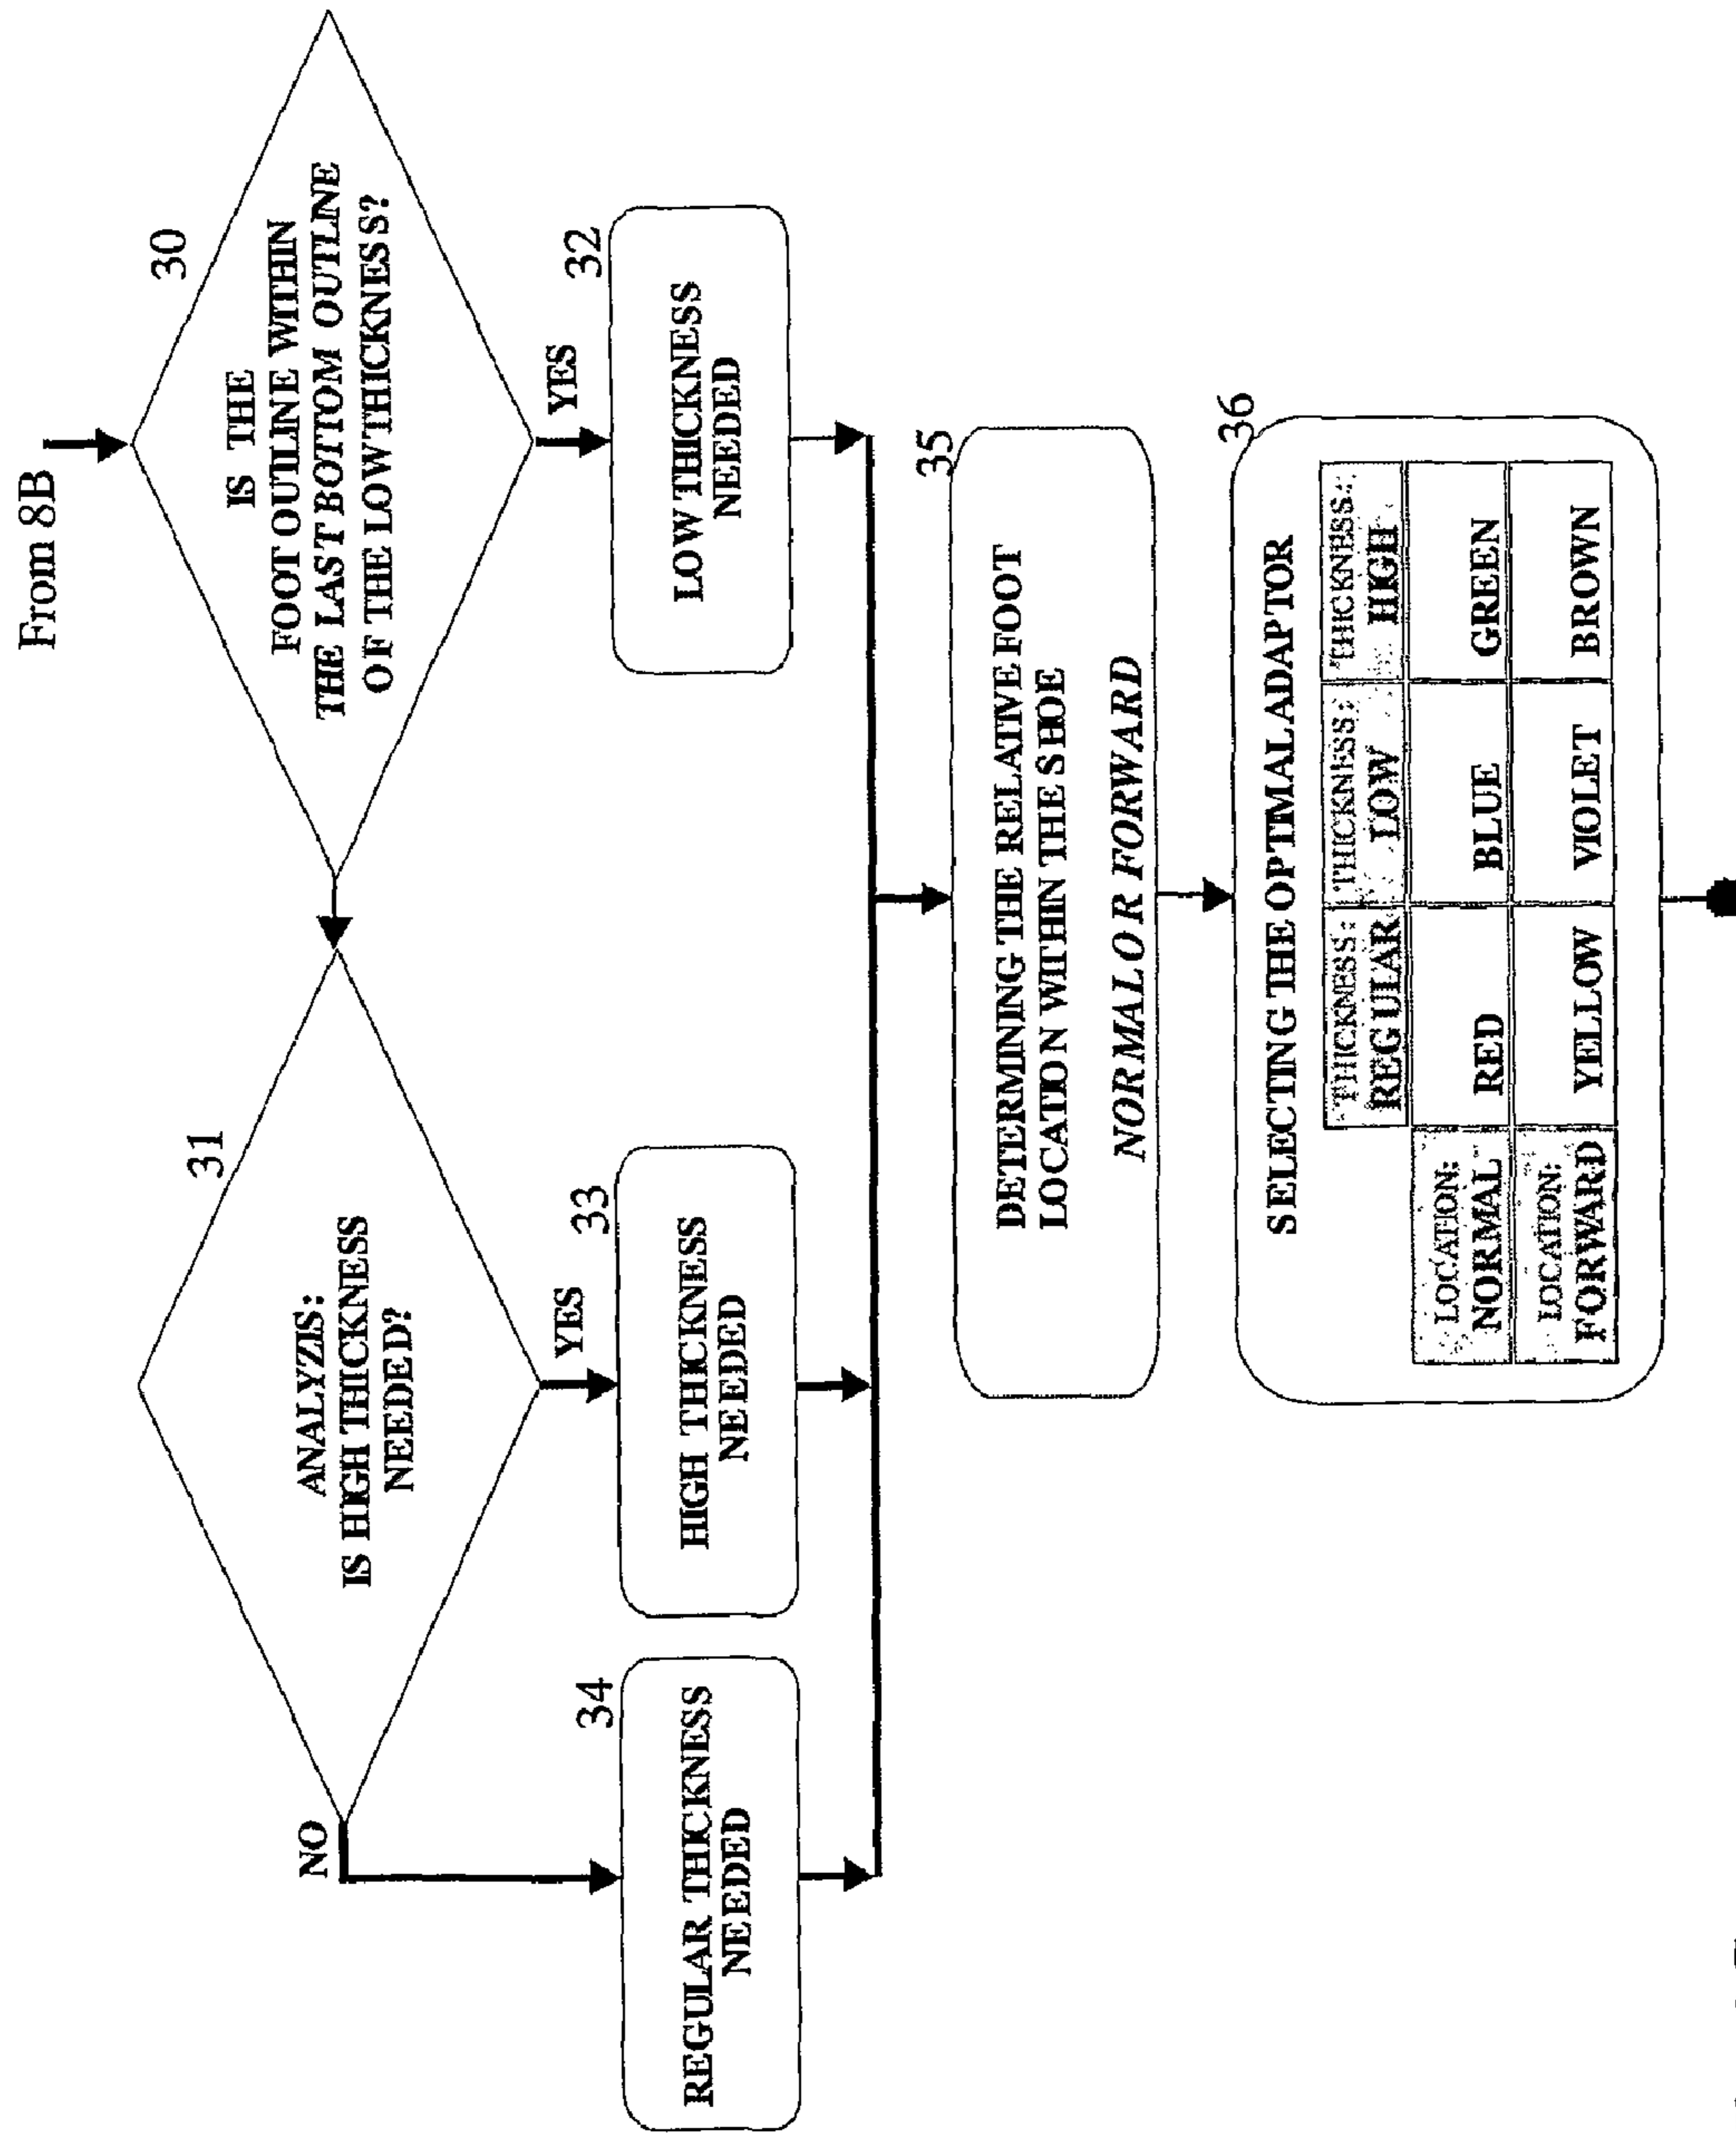 From 8B
30
IS THE
FOOT OUTLINE WITHIN
THE LAST BOTTOM OUTLINE
OF THE LOW THICKNESS?
YES
31
ANALYZIS:
IS HIGH THICKNESS
NEEDED?
YES
NO
32
LOW THICKNESS
NEEDED
33
HIGH THICKNESS
NEEDED
34
REGULAR THICKNESS
NEEDED
35
DETERMINING THE RELATIVE FOOT
LOCATION WITHIN THE SHOE
NORMAL OR FORWARD
36
SELECTING THE OPTIMAL ADAPTOR
THICKNESS: THICKNESS: THICKNESS:
REGULAR LOW HIGH
LOCATION:
NORMAL RED BLUE GREEN
LOCATION:
FORWARD YELLOW VIOLET BROWN